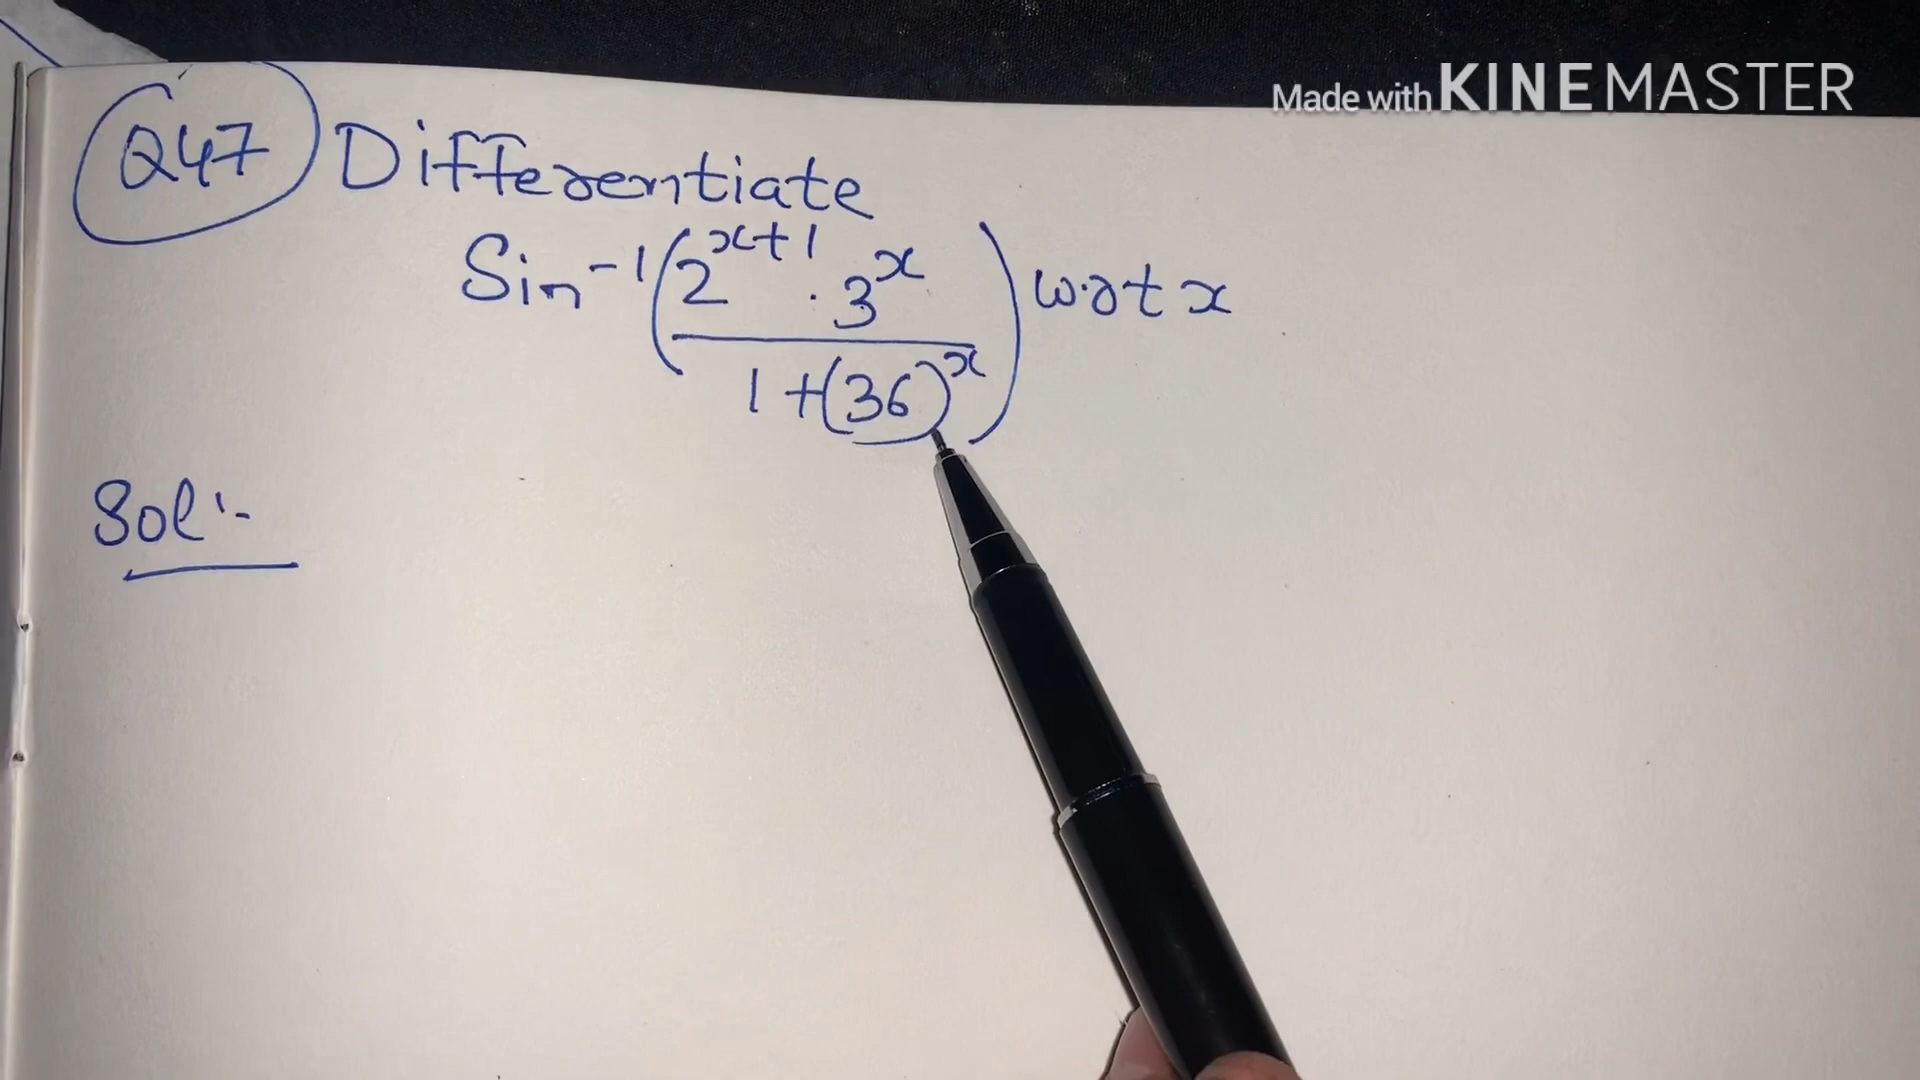 Made with KINEMASTER
Q47 Differentiate
Sin⁻¹(2^(x+1) · 3^x / 1+(36)^x) w.r.t x
Sol:-